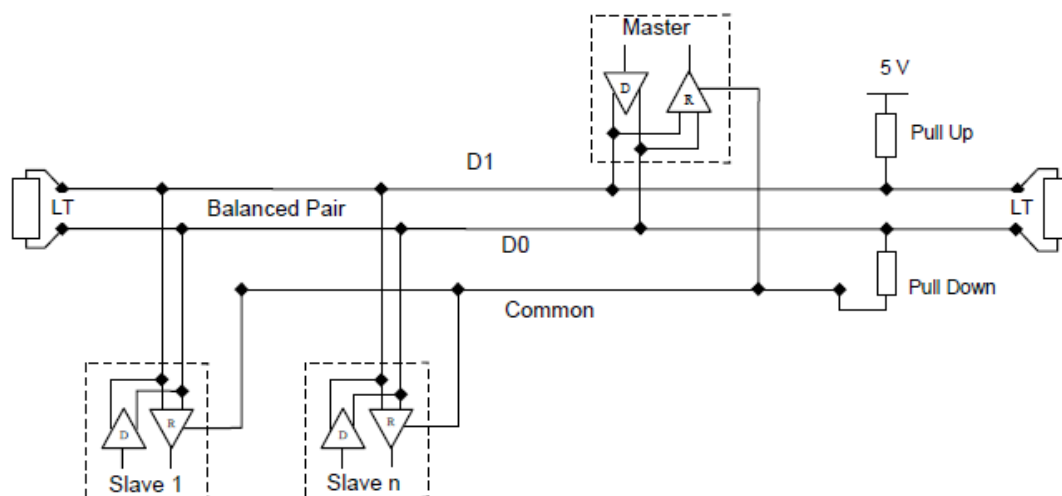 Master
D
R
5 V
Pull Up
D1
LT
Balanced Pair
LT
D0
Pull Down
Common
D
R
D
R
Slave 1
Slave n